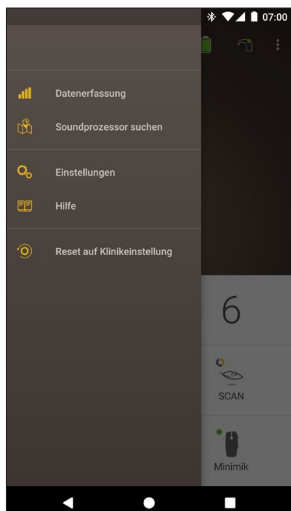 07:00
Datenerfassung
Soundprozessor suchen
Einstellungen
Hilfe
Reset auf Klinikeinstellung
6
SCAN
Minimik